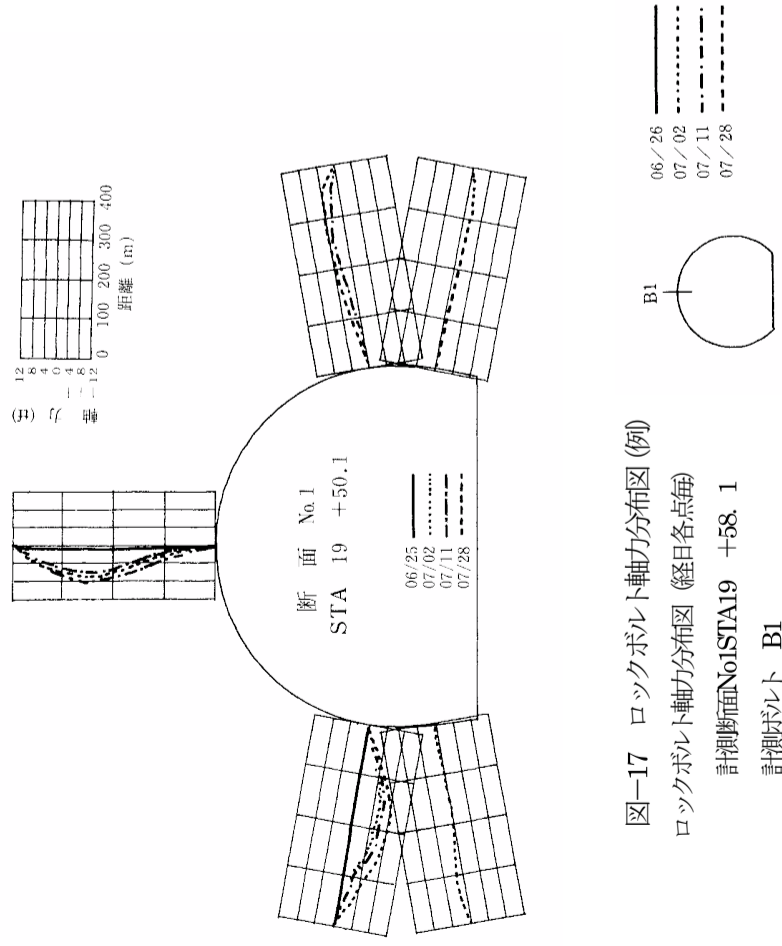 12
8
4
0
-4
-8
-12
軸力 (tf)
0 100 200 300 400
距離 (m)
断面 No.1
STA 19 +50.1
06/25
07/02
07/11
07/28
図−17 ロックボルト軸力分布図 (例)
ロックボルト軸力分布図 (経日各点毎)
計測断面No1STA19 +58. 1
計測ボルト B1
B1
06/26
07/02
07/11
07/28